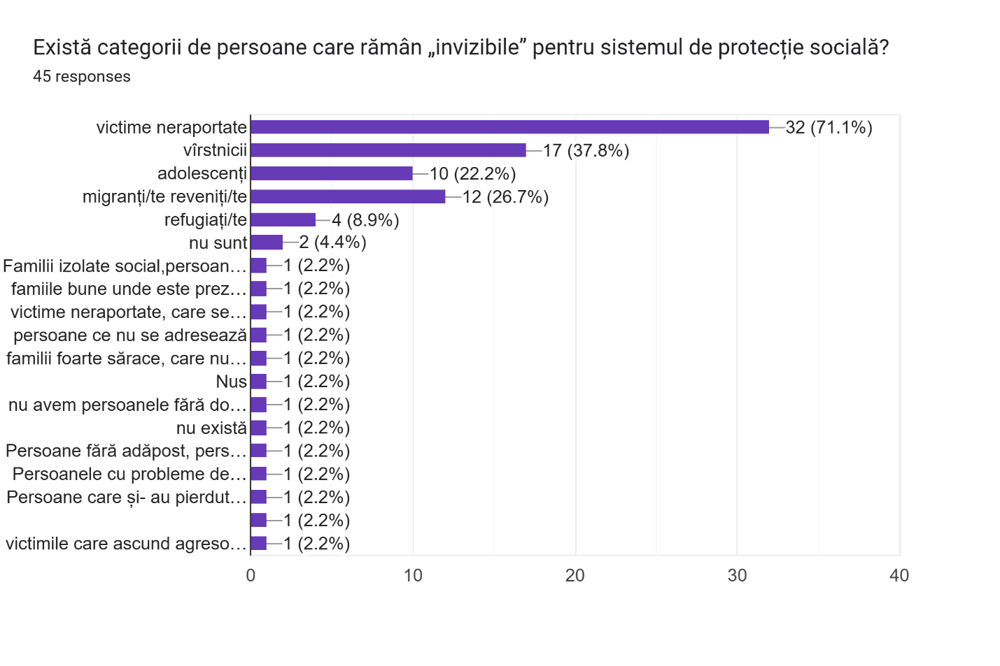 Există categorii de persoane care rămân „invizibile” pentru sistemul de protecție socială?
45 responses
victime neraportate 32 (71.1%)
vîrstnicii 17 (37.8%)
adolescenți 10 (22.2%)
migranți/te reveniți/te 12 (26.7%)
refugiați/te 4 (8.9%)
nu sunt 2 (4.4%)
Familii izolate social,persoan… 1 (2.2%)
famiile bune unde este prez… 1 (2.2%)
victime neraportate, care se… 1 (2.2%)
persoane ce nu se adresează 1 (2.2%)
familii foarte sărace, care nu… 1 (2.2%)
Nus 1 (2.2%)
nu avem persoanele fără do… 1 (2.2%)
nu există 1 (2.2%)
Persoane fără adăpost, pers… 1 (2.2%)
Persoanele cu probleme de… 1 (2.2%)
Persoane care și- au pierdut… 1 (2.2%)
1 (2.2%)
victimile care ascund agreso… 1 (2.2%)
0 10 20 30 40